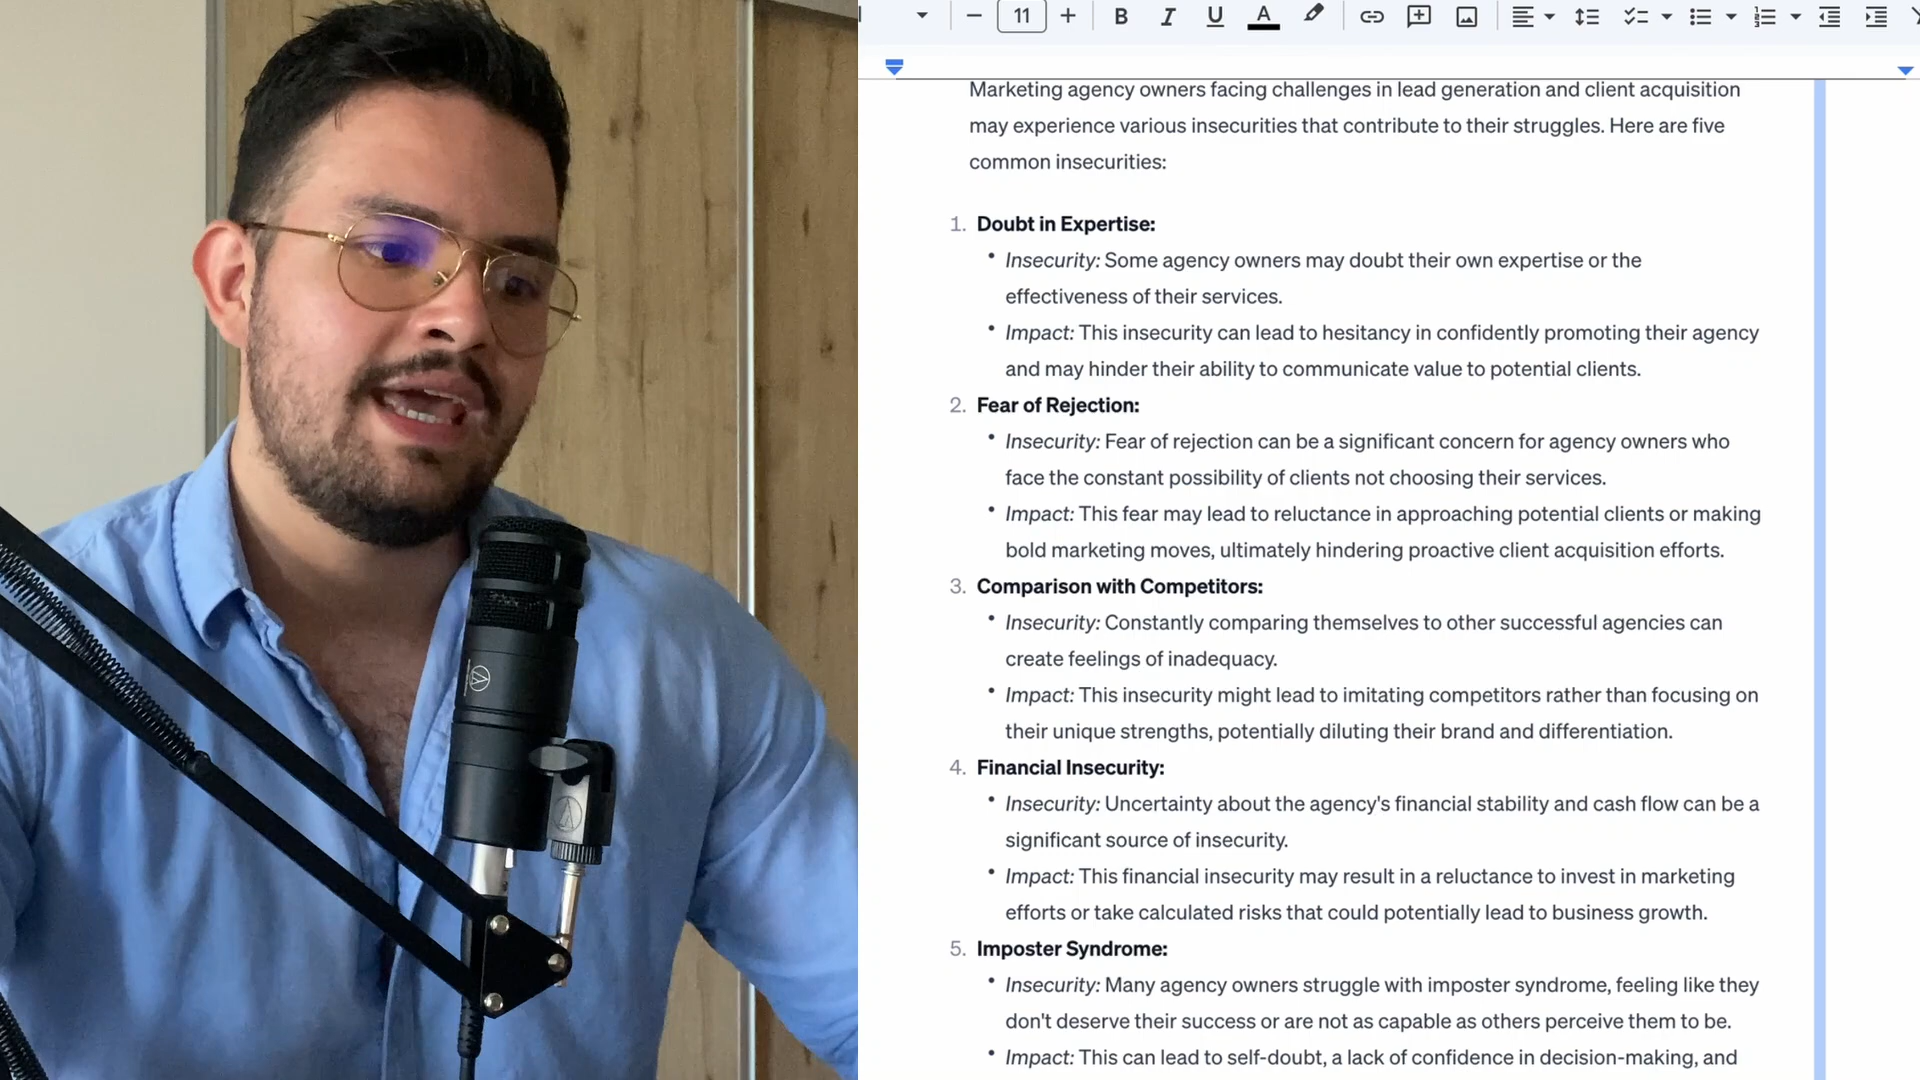 11
B I U A
Marketing agency owners facing challenges in lead generation and client acquisition
may experience various insecurities that contribute to their struggles. Here are five
common insecurities:
1. Doubt in Expertise:
• Insecurity: Some agency owners may doubt their own expertise or the
effectiveness of their services.
• Impact: This insecurity can lead to hesitancy in confidently promoting their agency
and may hinder their ability to communicate value to potential clients.
2. Fear of Rejection:
• Insecurity: Fear of rejection can be a significant concern for agency owners who
face the constant possibility of clients not choosing their services.
• Impact: This fear may lead to reluctance in approaching potential clients or making
bold marketing moves, ultimately hindering proactive client acquisition efforts.
3. Comparison with Competitors:
• Insecurity: Constantly comparing themselves to other successful agencies can
create feelings of inadequacy.
• Impact: This insecurity might lead to imitating competitors rather than focusing on
their unique strengths, potentially diluting their brand and differentiation.
4. Financial Insecurity:
• Insecurity: Uncertainty about the agency's financial stability and cash flow can be a
significant source of insecurity.
• Impact: This financial insecurity may result in a reluctance to invest in marketing
efforts or take calculated risks that could potentially lead to business growth.
5. Imposter Syndrome:
• Insecurity: Many agency owners struggle with imposter syndrome, feeling like they
don't deserve their success or are not as capable as others perceive them to be.
• Impact: This can lead to self-doubt, a lack of confidence in decision-making, and